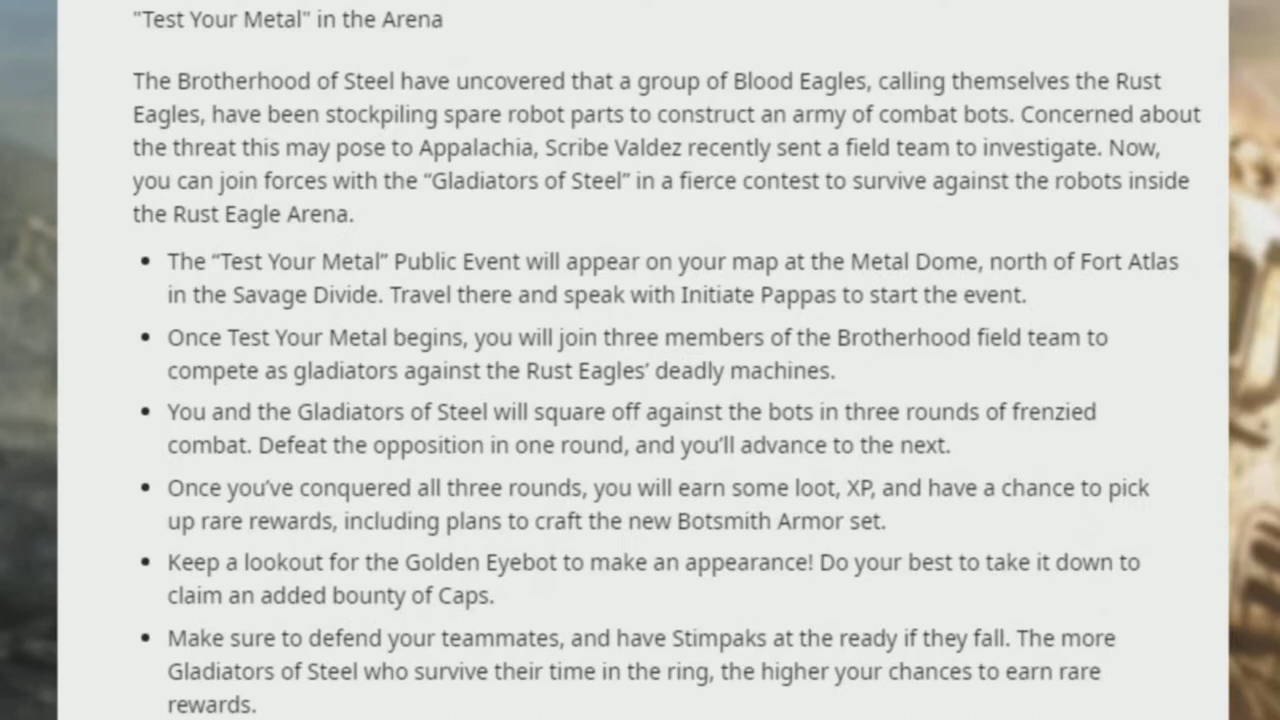 "Test Your Metal" in the Arena
The Brotherhood of Steel have uncovered that a group of Blood Eagles, calling themselves the Rust
Eagles, have been stockpiling spare robot parts to construct an army of combat bots. Concerned about
the threat this may pose to Appalachia, Scribe Valdez recently sent a field team to investigate. Now,
you can join forces with the “Gladiators of Steel” in a fierce contest to survive against the robots inside
the Rust Eagle Arena.
• The “Test Your Metal” Public Event will appear on your map at the Metal Dome, north of Fort Atlas
in the Savage Divide. Travel there and speak with Initiate Pappas to start the event.
• Once Test Your Metal begins, you will join three members of the Brotherhood field team to
compete as gladiators against the Rust Eagles’ deadly machines.
• You and the Gladiators of Steel will square off against the bots in three rounds of frenzied
combat. Defeat the opposition in one round, and you’ll advance to the next.
• Once you’ve conquered all three rounds, you will earn some loot, XP, and have a chance to pick
up rare rewards, including plans to craft the new Botsmith Armor set.
• Keep a lookout for the Golden Eyebot to make an appearance! Do your best to take it down to
claim an added bounty of Caps.
• Make sure to defend your teammates, and have Stimpaks at the ready if they fall. The more
Gladiators of Steel who survive their time in the ring, the higher your chances to earn rare
rewards.